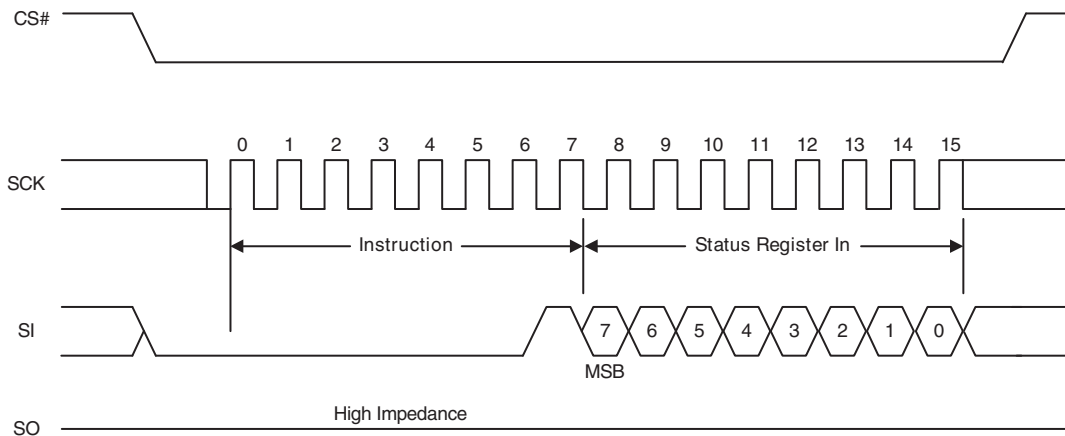 CS#
0 1 2 3 4 5 6 7 8 9 10 11 12 13 14 15
SCK
Instruction Status Register In
SI 7 6 5 4 3 2 1 0
MSB
High Impedance
SO